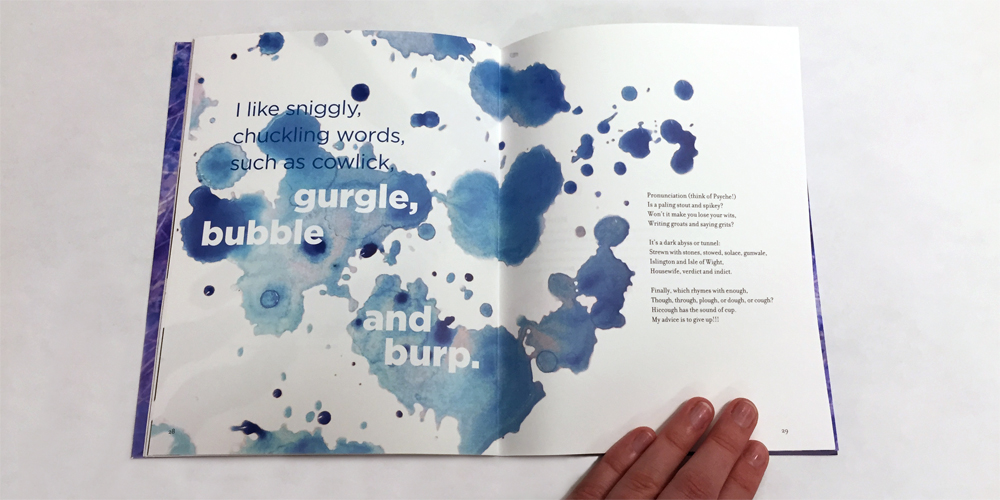 I like sniggly,
chuckling words,
such as cowlick,
gurgle,
bubble
and
burp.
28
Pronunciation (think of Psyche!)
Is a paling stout and spikey?
Won't it make you lose your wits,
Writing groats and saying grits?
It's a dark abyss or tunnel:
Strewn with stones, stowed, solace, gunwale,
Islington and Isle of Wight,
Housewife, verdict and indict.
Finally, which rhymes with enough,
Though, through, plough, or dough, or cough?
Hiccough has the sound of cup.
My advice is to give up!!!
29